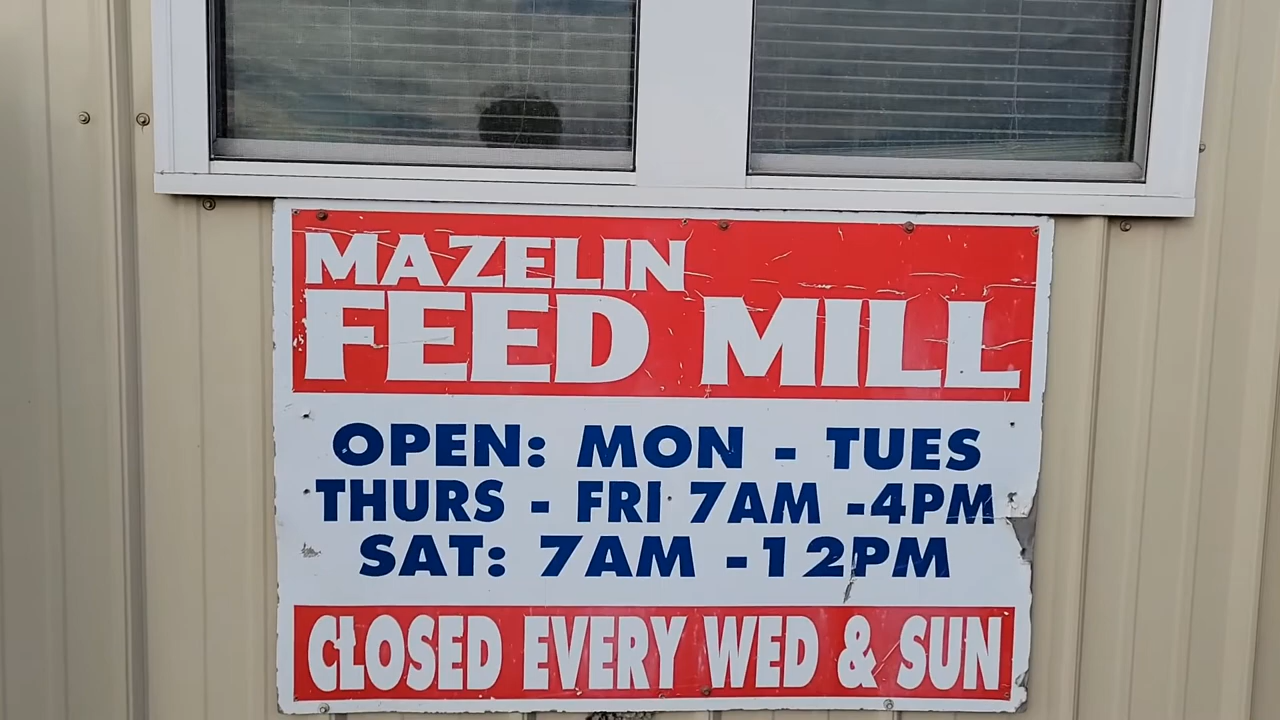 MAZELIN
FEED MILL
OPEN: MON - TUES
THURS - FRI 7AM -4PM
SAT: 7AM -12PM
CLOSED EVERY WED & SUN